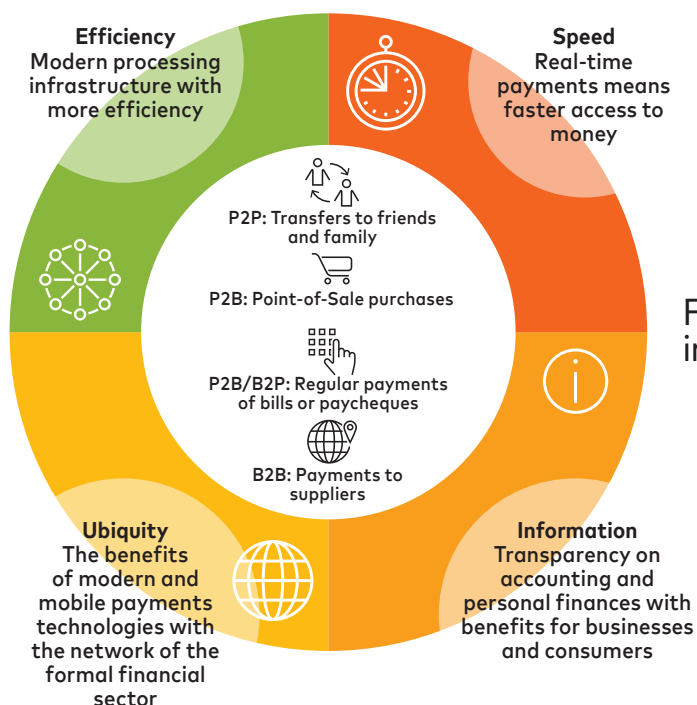 Efficiency
Modern processing
infrastructure with
more efficiency
Speed
Real-time
payments means
faster access to
money
P2P: Transfers to friends
and family
P2B: Point-of-Sale purchases
P2B/B2P: Regular payments
of bills or paycheques
B2B: Payments to
suppliers
Ubiquity
The benefits
of modern and
mobile payments
technologies with
the network of the
formal financial
sector
Information
Transparency on
accounting and
personal finances with
benefits for businesses
and consumers